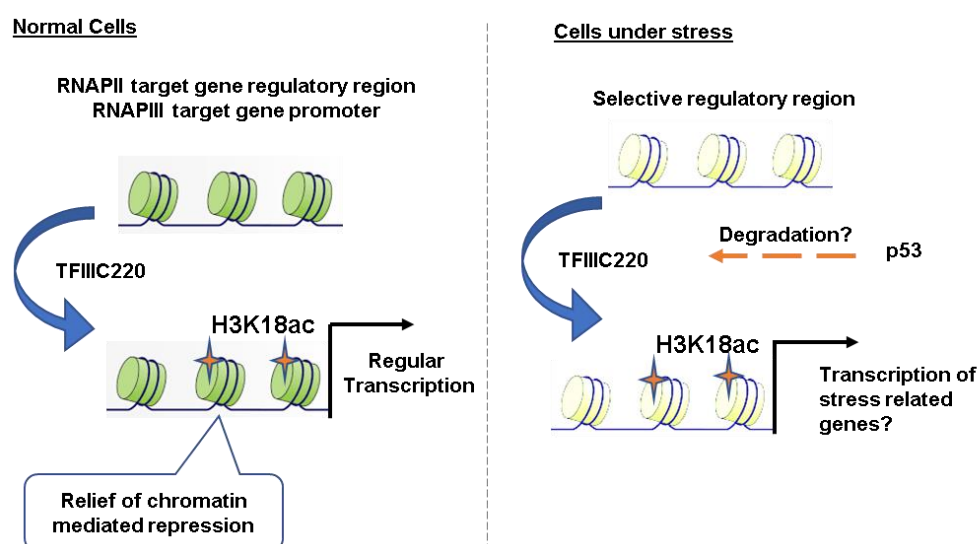 Normal Cells
RNAPII target gene regulatory region
RNAPIII target gene promoter
TFIIIC220
H3K18ac
Regular
Transcription
Relief of chromatin
mediated repression
Cells under stress
Selective regulatory region
Degradation?
p53
TFIIIC220
H3K18ac
Transcription of
stress related
genes?